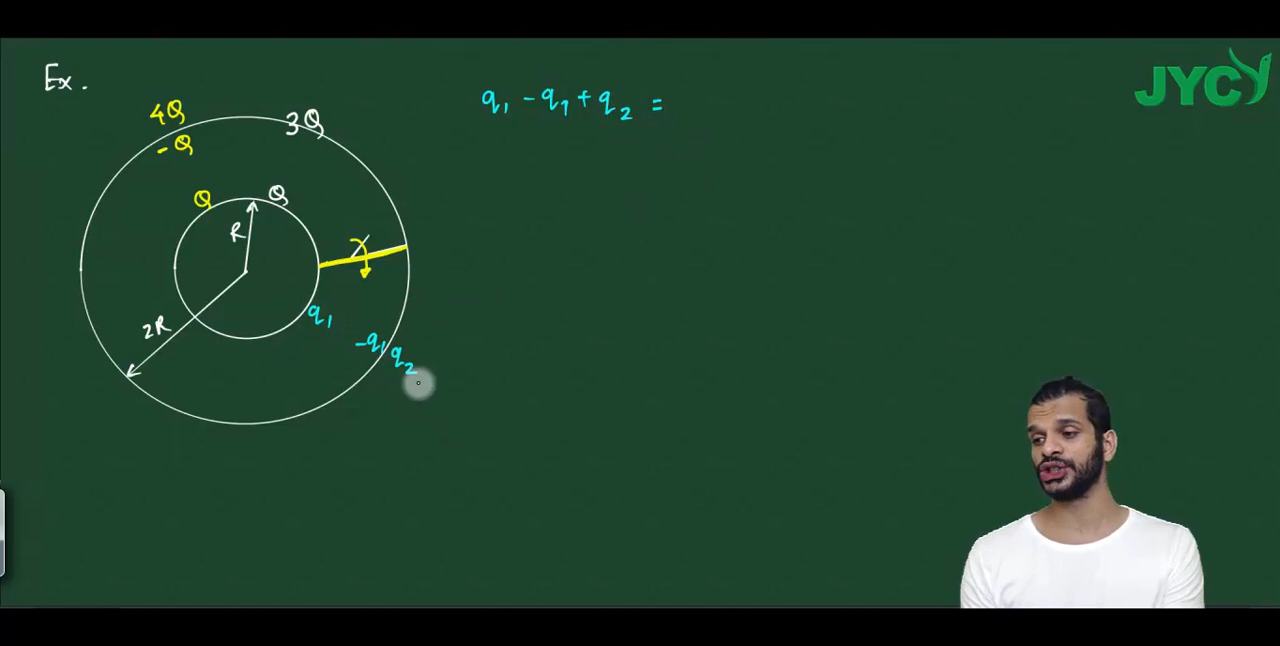 Ex.
JYC
4Q
3Q
q₁ - q₁ + q₂ =
-Q
Q
Q
R
2R
q₁
-q₁
q₂